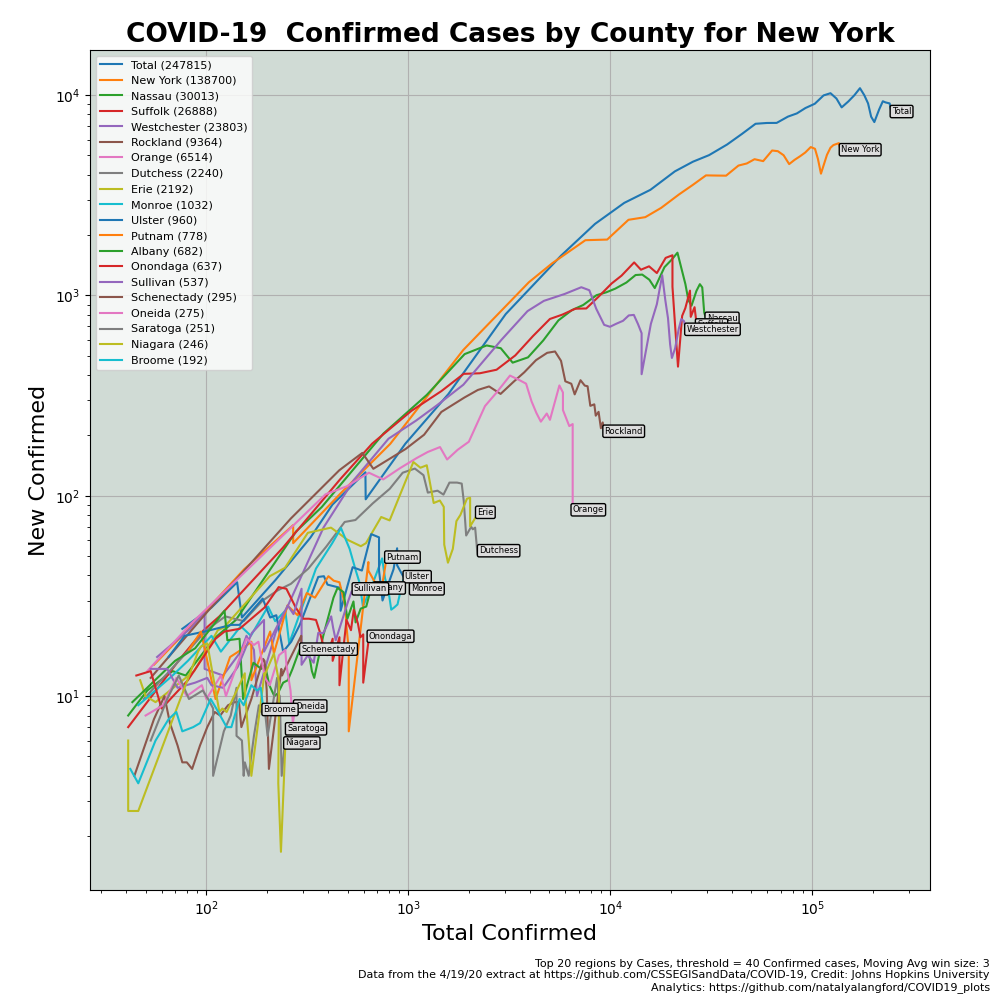 COVID-19  Confirmed Cases by County for New York
Total (247815)
New York (138700)
Nassau (30013)
Suffolk (26888)
Westchester (23803)
Rockland (9364)
Orange (6514)
Dutchess (2240)
Erie (2192)
Monroe (1032)
Ulster (960)
Putnam (778)
Albany (682)
Onondaga (637)
Sullivan (537)
Schenectady (295)
Oneida (275)
Saratoga (251)
Niagara (246)
Broome (192)
10⁴
10³
10²
10¹
New Confirmed
Total
New York
Nassau
Westchester
Rockland
Orange
Erie
Dutchess
Putnam
Ulster
Sullivan
Monroe
Onondaga
Schenectady
Broome
Oneida
Saratoga
Niagara
10²
10³
10⁴
10⁵
Total Confirmed
Top 20 regions by Cases, threshold = 40 Confirmed cases, Moving Avg win size: 3
Data from the 4/19/20 extract at https://github.com/CSSEGISandData/COVID-19, Credit: Johns Hopkins University
Analytics: https://github.com/natalyalangford/COVID19_plots